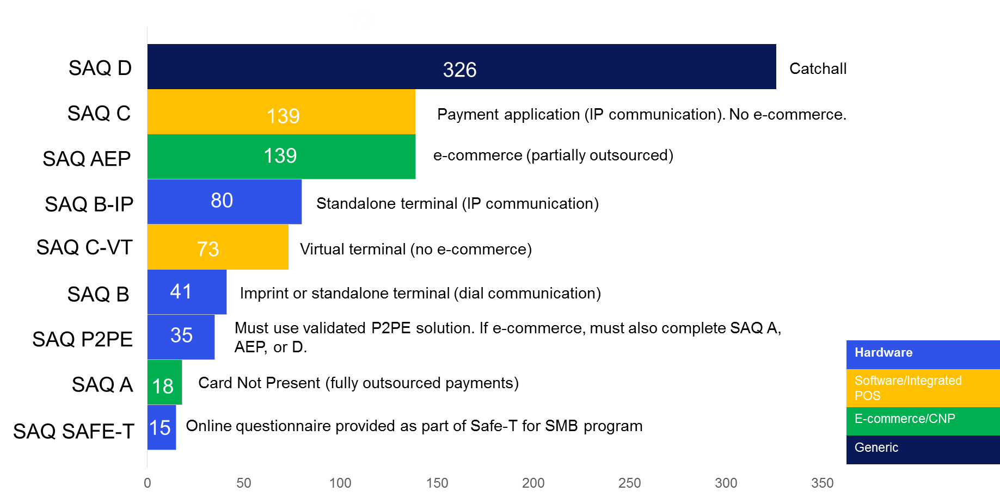 SAQ D
326
Catchall
SAQ C
139
Payment application (IP communication). No e-commerce.
SAQ AEP
139
e-commerce (partially outsourced)
SAQ B-IP
80
Standalone terminal (IP communication)
SAQ C-VT
73
Virtual terminal (no e-commerce)
SAQ B
41
Imprint or standalone terminal (dial communication)
SAQ P2PE
35
Must use validated P2PE solution. If e-commerce, must also complete SAQ A,
AEP, or D.
SAQ A
18
Card Not Present (fully outsourced payments)
SAQ SAFE-T
15
Online questionnaire provided as part of Safe-T for SMB program
Hardware
Software/Integrated
POS
E-commerce/CNP
Generic
0 50 100 150 200 250 300 350